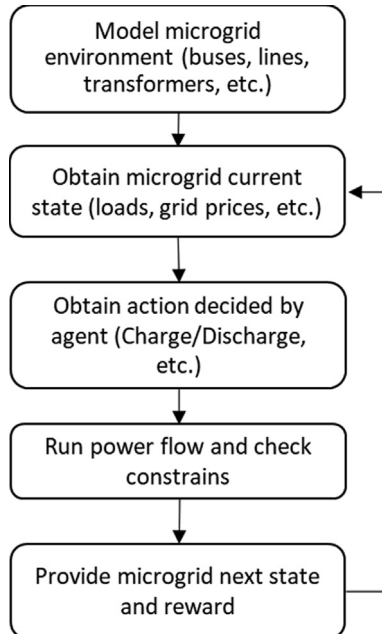 Model microgrid
environment (buses, lines,
transformers, etc.)
Obtain microgrid current
state (loads, grid prices, etc.)
Obtain action decided by
agent (Charge/Discharge,
etc.)
Run power flow and check
constrains
Provide microgrid next state
and reward